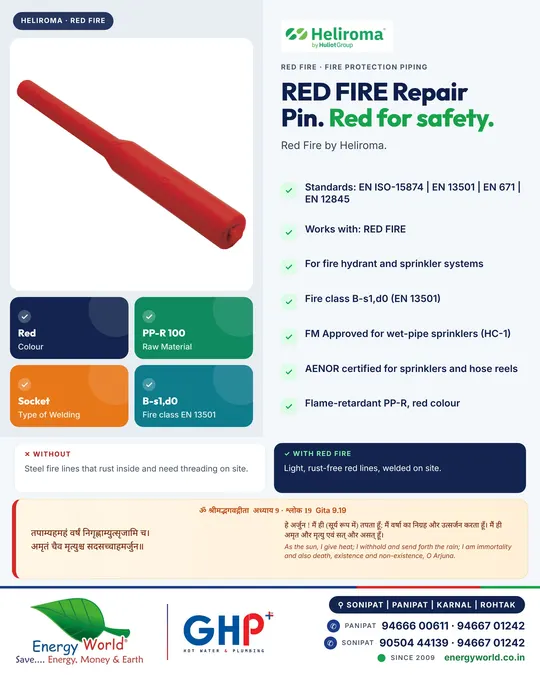 HELIROMA · RED FIRE
Heliroma®
by HuliotGroup
RED FIRE · FIRE PROTECTION PIPING
RED FIRE Repair
Pin. Red for safety.
Red Fire by Heliroma.
Standards: EN ISO-15874 | EN 13501 | EN 671 |
EN 12845
Works with: RED FIRE
For fire hydrant and sprinkler systems
Fire class B-s1,d0 (EN 13501)
FM Approved for wet-pipe sprinklers (HC-1)
AENOR certified for sprinklers and hose reels
Flame-retardant PP-R, red colour
Red
Colour
PP-R 100
Raw Material
Socket
Type of Welding
B-s1,d0
Fire class EN 13501
✕ WITHOUT
Steel fire lines that rust inside and need threading on site.
✓ WITH RED FIRE
Light, rust-free red lines, welded on site.
ॐ श्रीमद्भगवद्गीता अध्याय 9 · श्लोक 19 Gita 9.19
तपाम्यहमहं वर्षं निगृह्णाम्युत्सृजामि च।
अमृतं चैव मृत्युश्च सदसच्चाहमर्जुन॥
हे अर्जुन ! मैं ही (सूर्य रूप में) तपता हूँ; मैं वर्षा का निग्रह और उत्सर्जन करता हूँ। मैं ही
अमृत और मृत्यु एवं सत् और असत् हूँ।
As the sun, I give heat; I withhold and send forth the rain; I am immortality
and also death, existence and non-existence, O Arjuna.
Energy World®
Save.... Energy, Money & Earth
GHP+
HOT WATER & PLUMBING
SONIPAT | PANIPAT | KARNAL | ROHTAK
PANIPAT 94666 00611 · 94667 01242
SONIPAT 90504 44139 · 94667 01242
SINCE 2009 energyworld.co.in